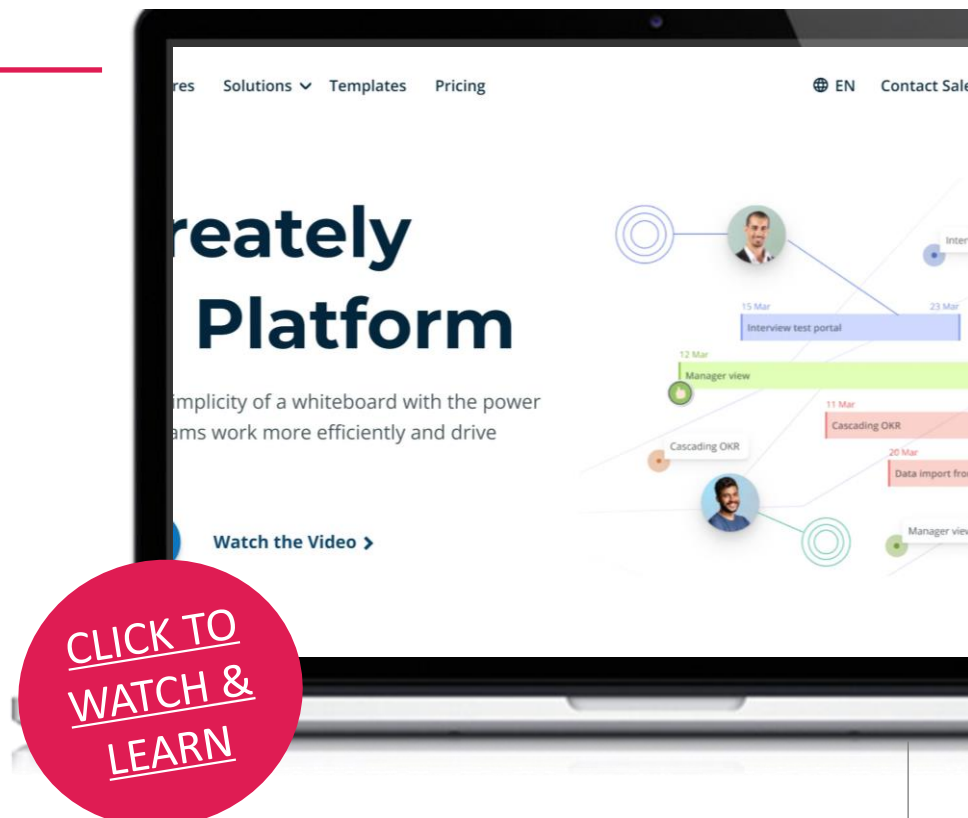 res Solutions Templates Pricing EN Contact Sale
reately
Platform
implicity of a whiteboard with the power
ams work more efficiently and drive
Watch the Video
Inter
15 Mar 23 Mar
Interview test portal
12 Mar
Manager view
11 Mar
Cascading OKR
Cascading OKR
20 Mar
Data import from
Manager view
CLICK TO
WATCH &
LEARN